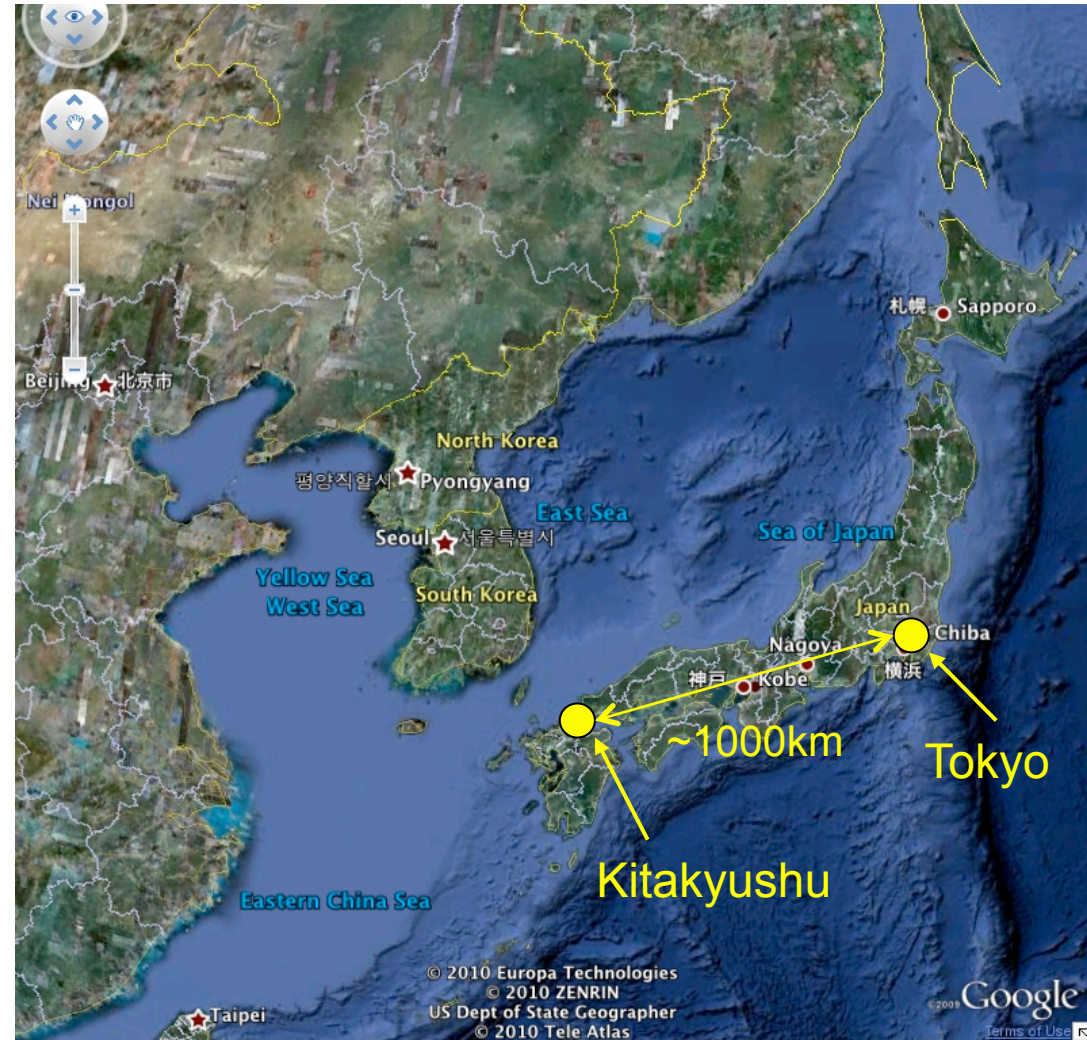 Nei Mongol
札幌 Sapporo
Beijing 北京市
North Korea
평양직할시 Pyongyang
East Sea
Sea of Japan
Seoul 서울특별시
Yellow Sea
West Sea
South Korea
Japan
Chiba
Nagoya
横浜
神戸 Kobe
~1000km
Tokyo
Kitakyushu
Eastern China Sea
© 2010 Europa Technologies
© 2010 ZENRIN
US Dept of State Geographer
© 2010 Tele Atlas
©2009 Google
Taipei
Terms of Use